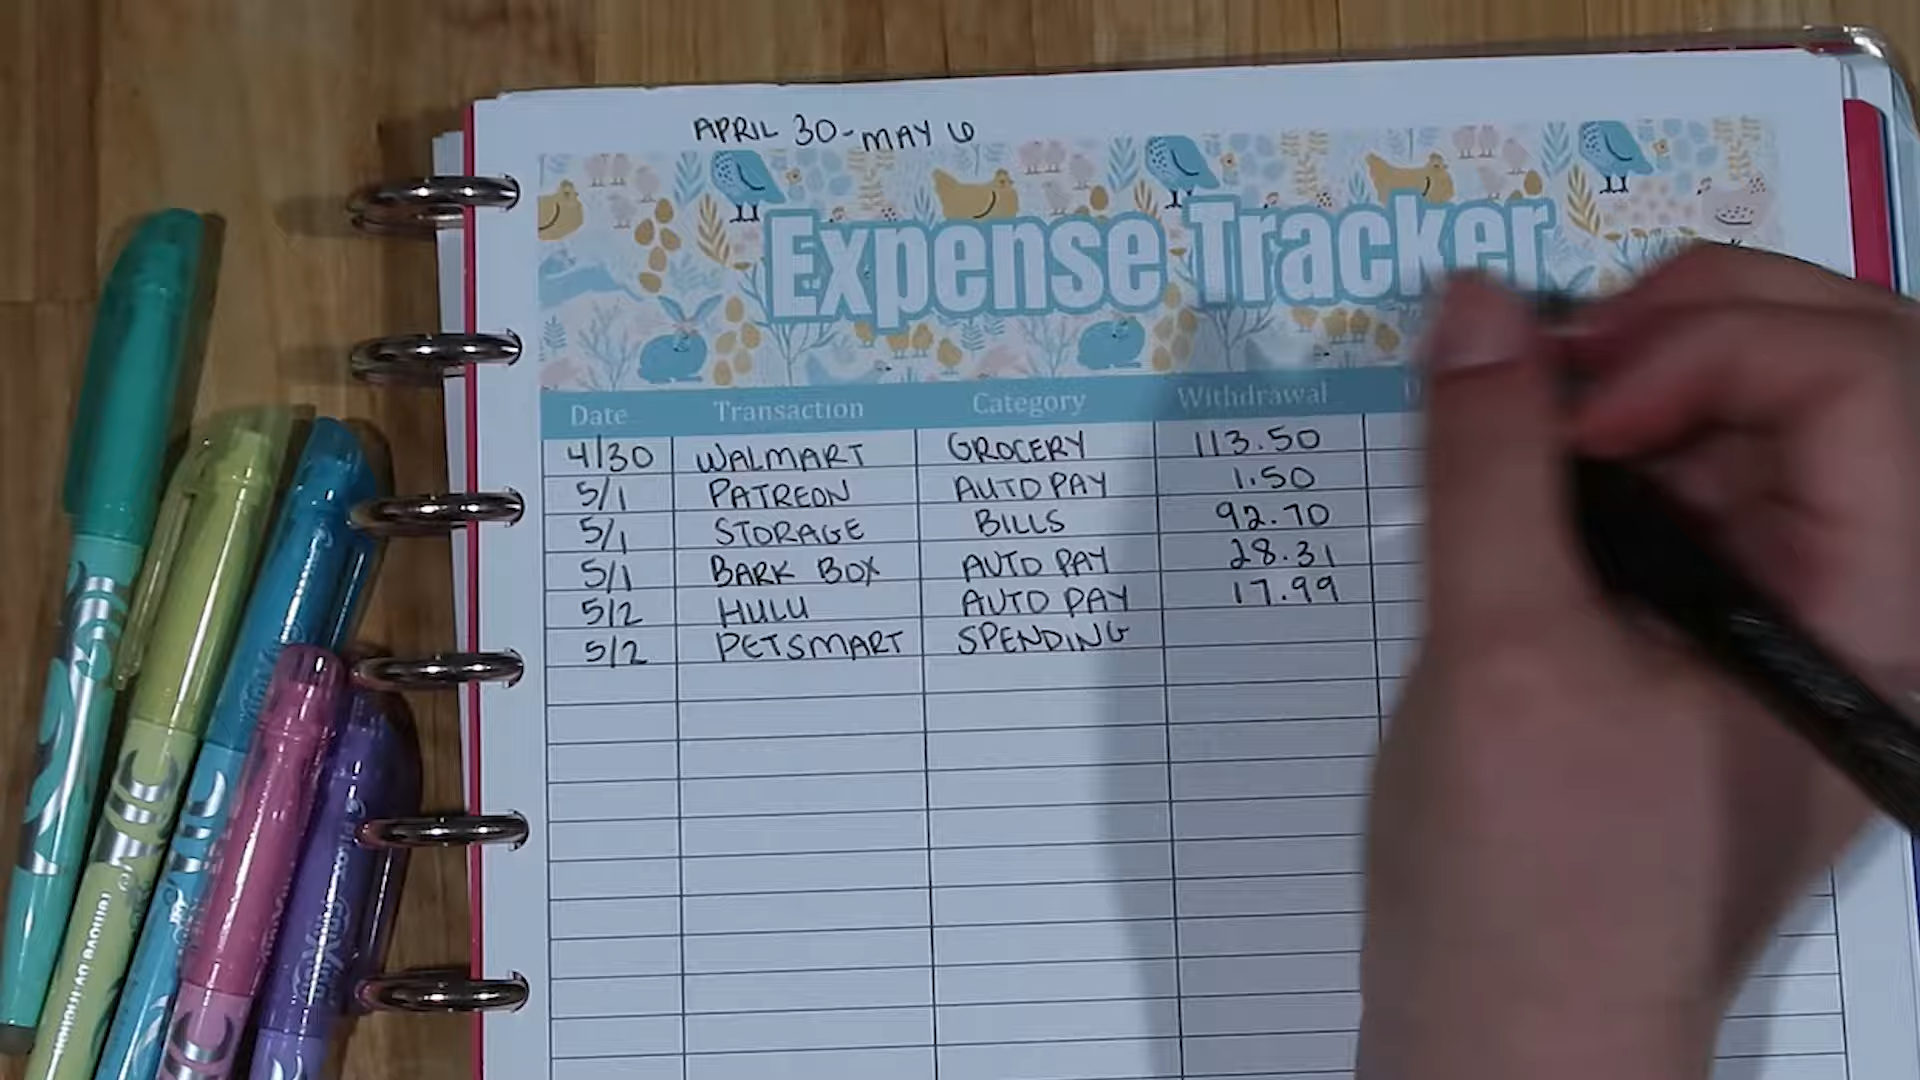 APRIL 30-MAY 6
Expense Tracker
Date Transaction Category Withdrawal
4/30 WALMART GROCERY 113.50
5/1 PATREON AUTO PAY 1.50
5/1 STORAGE BILLS 92.70
5/1 BARK BOX AUTO PAY 28.31
5/2 HULU AUTO PAY 17.99
5/2 PETSMART SPENDING